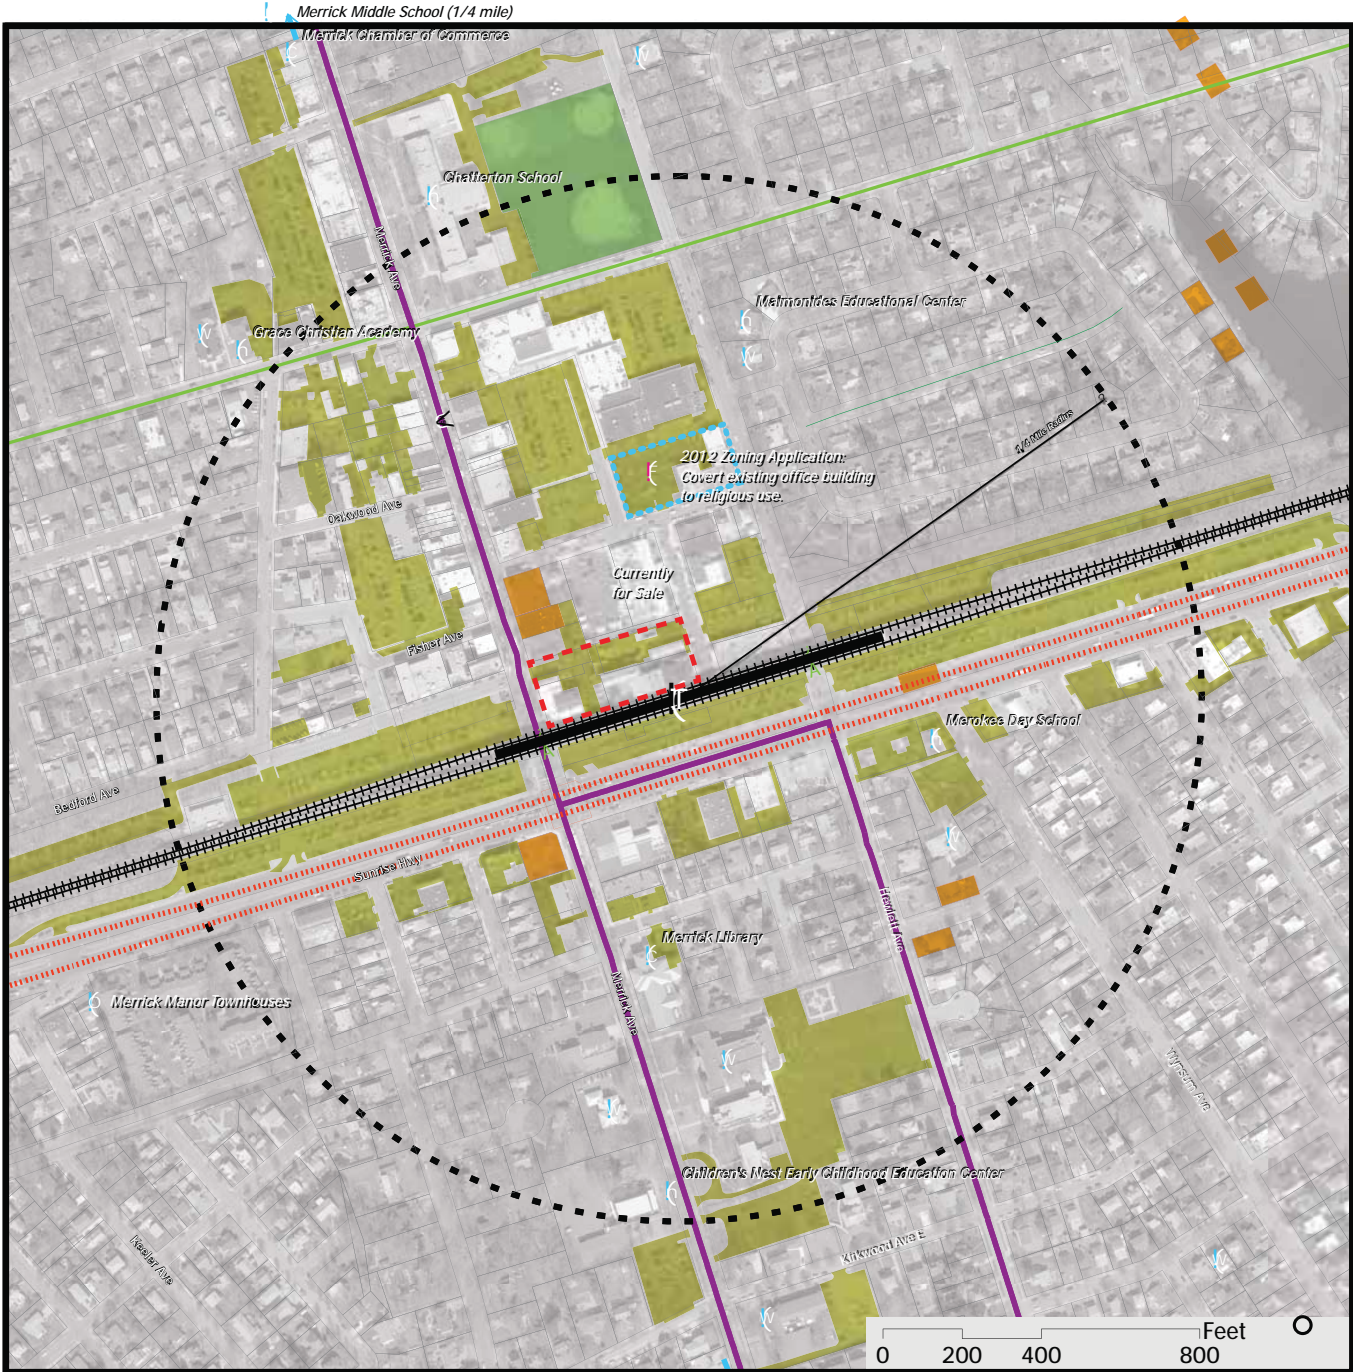 Merrick Middle School (1/4 mile)
Merrick Chamber of Commerce
Chatterton School
Merrick Ave
Maimonides Educational Center
Grace Christian Academy
1/4 Mile Radius
2012 Zoning Application:
Covert existing office building
to religious use.
Oakwood Ave
Currently
for Sale
Fisher Ave
Merokee Day School
Bedford Ave
Sunrise Hwy
Hewlett Ave
Merrick Library
Merrick Ave
Merrick Manor Townhouses
Wynsum Ave
Children's Nest Early Childhood Education Center
Kirkwood Ave E
Keeler Ave
Feet
0 200 400 800